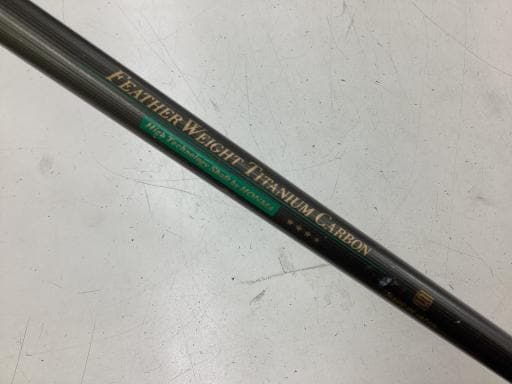 FEATHER WEIGHT TITANIUM CARBON
High Technology Shaft by HONMA
★★★★